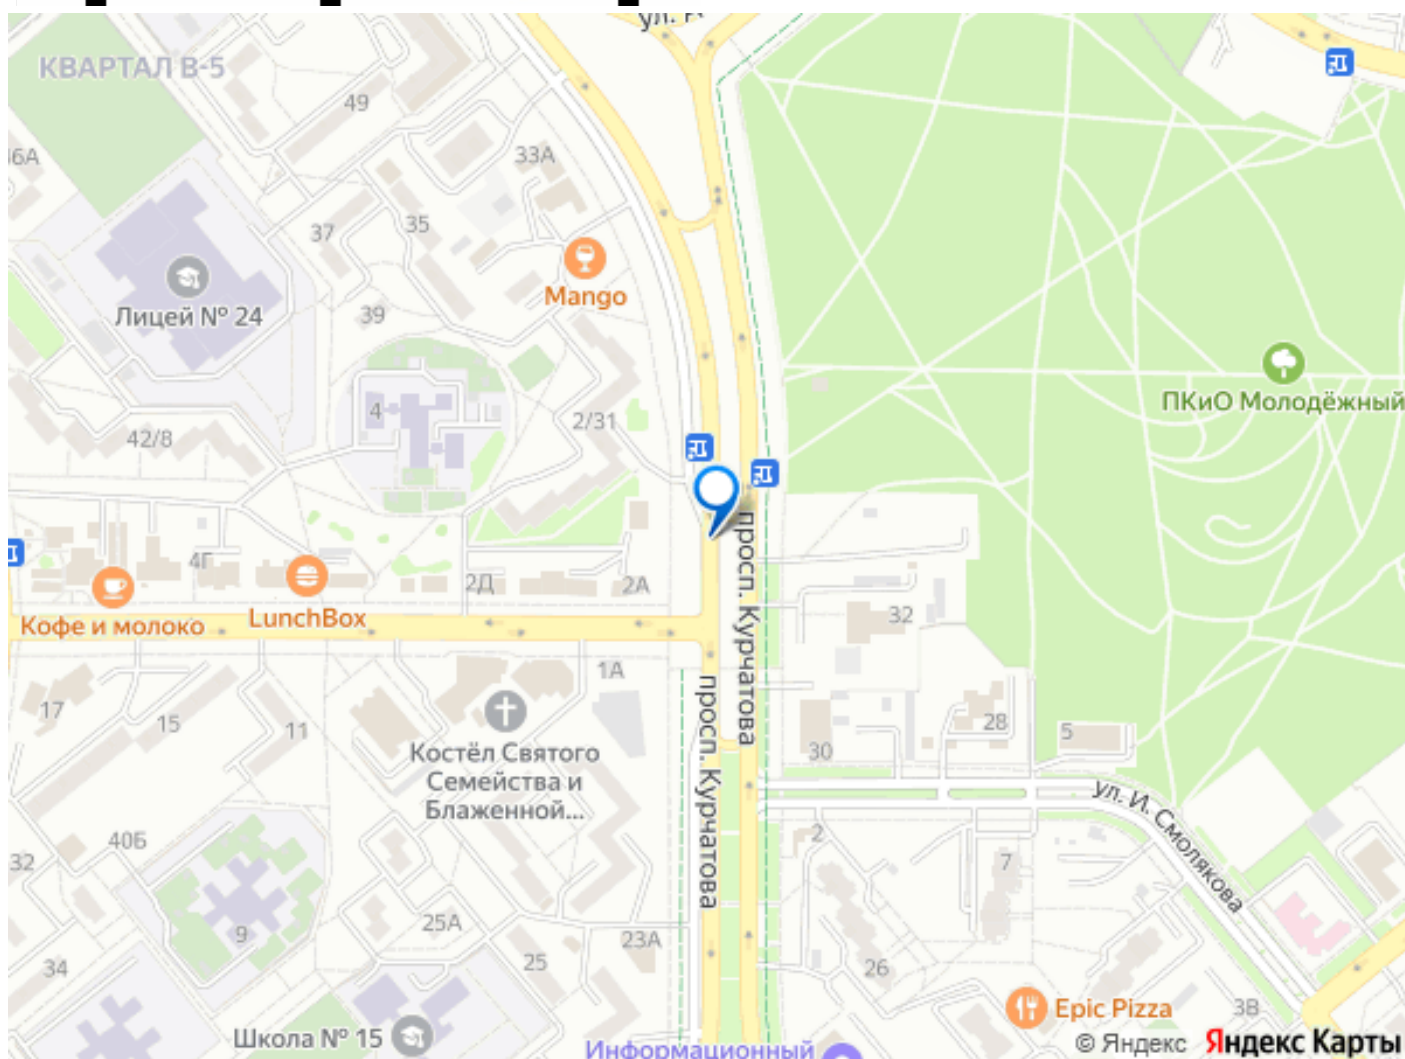 ул. К
КВАРТАЛ В-5
49
36А
33А
37
35
Mango
Лицей № 24
39
ПКиО Молодёжный
4
2/31
42/8
просп. Курчатова
4Г
2Д
2А
LunchBox
Кофе и молоко
32
1А
17
15
11
28
5
30
просп. Курчатова
Костёл Святого
Семейства и
Блаженной...
ул. И. Смолякова
40Б
2
32
7
25А
9
23А
34
25
26
Epic Pizza
3В
Школа № 15
Информационный
© Яндекс Яндекс Карты